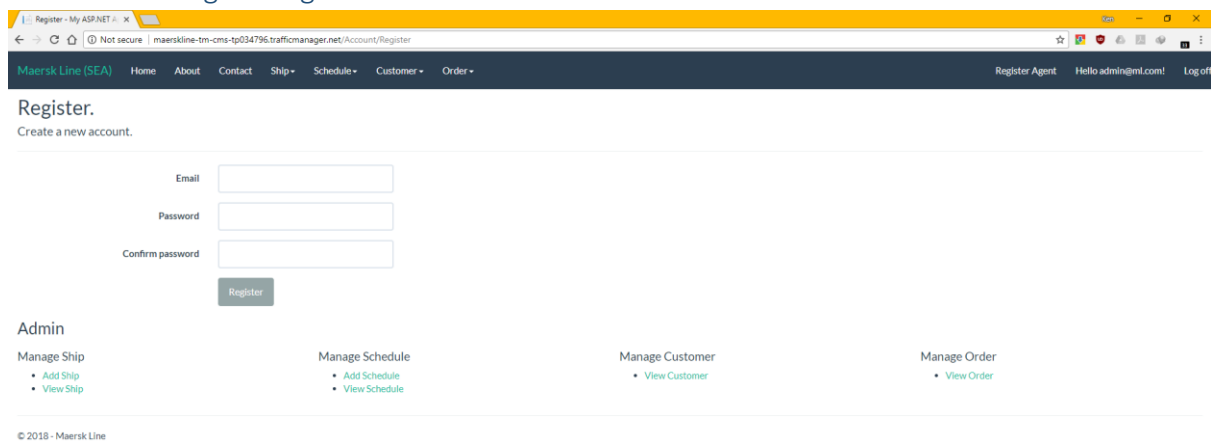 Register - My ASP.NET A
Not secure | maerskline-tm-cms-tp034796.trafficmanager.net/Account/Register
Maersk Line (SEA) Home About Contact Ship Schedule Customer Order Register Agent Hello admin@ml.com! Log off
Register.
Create a new account.
Email
Password
Confirm password
Register
Admin
Manage Ship Manage Schedule Manage Customer Manage Order
• Add Ship • Add Schedule • View Customer • View Order
• View Ship • View Schedule
© 2018 - Maersk Line